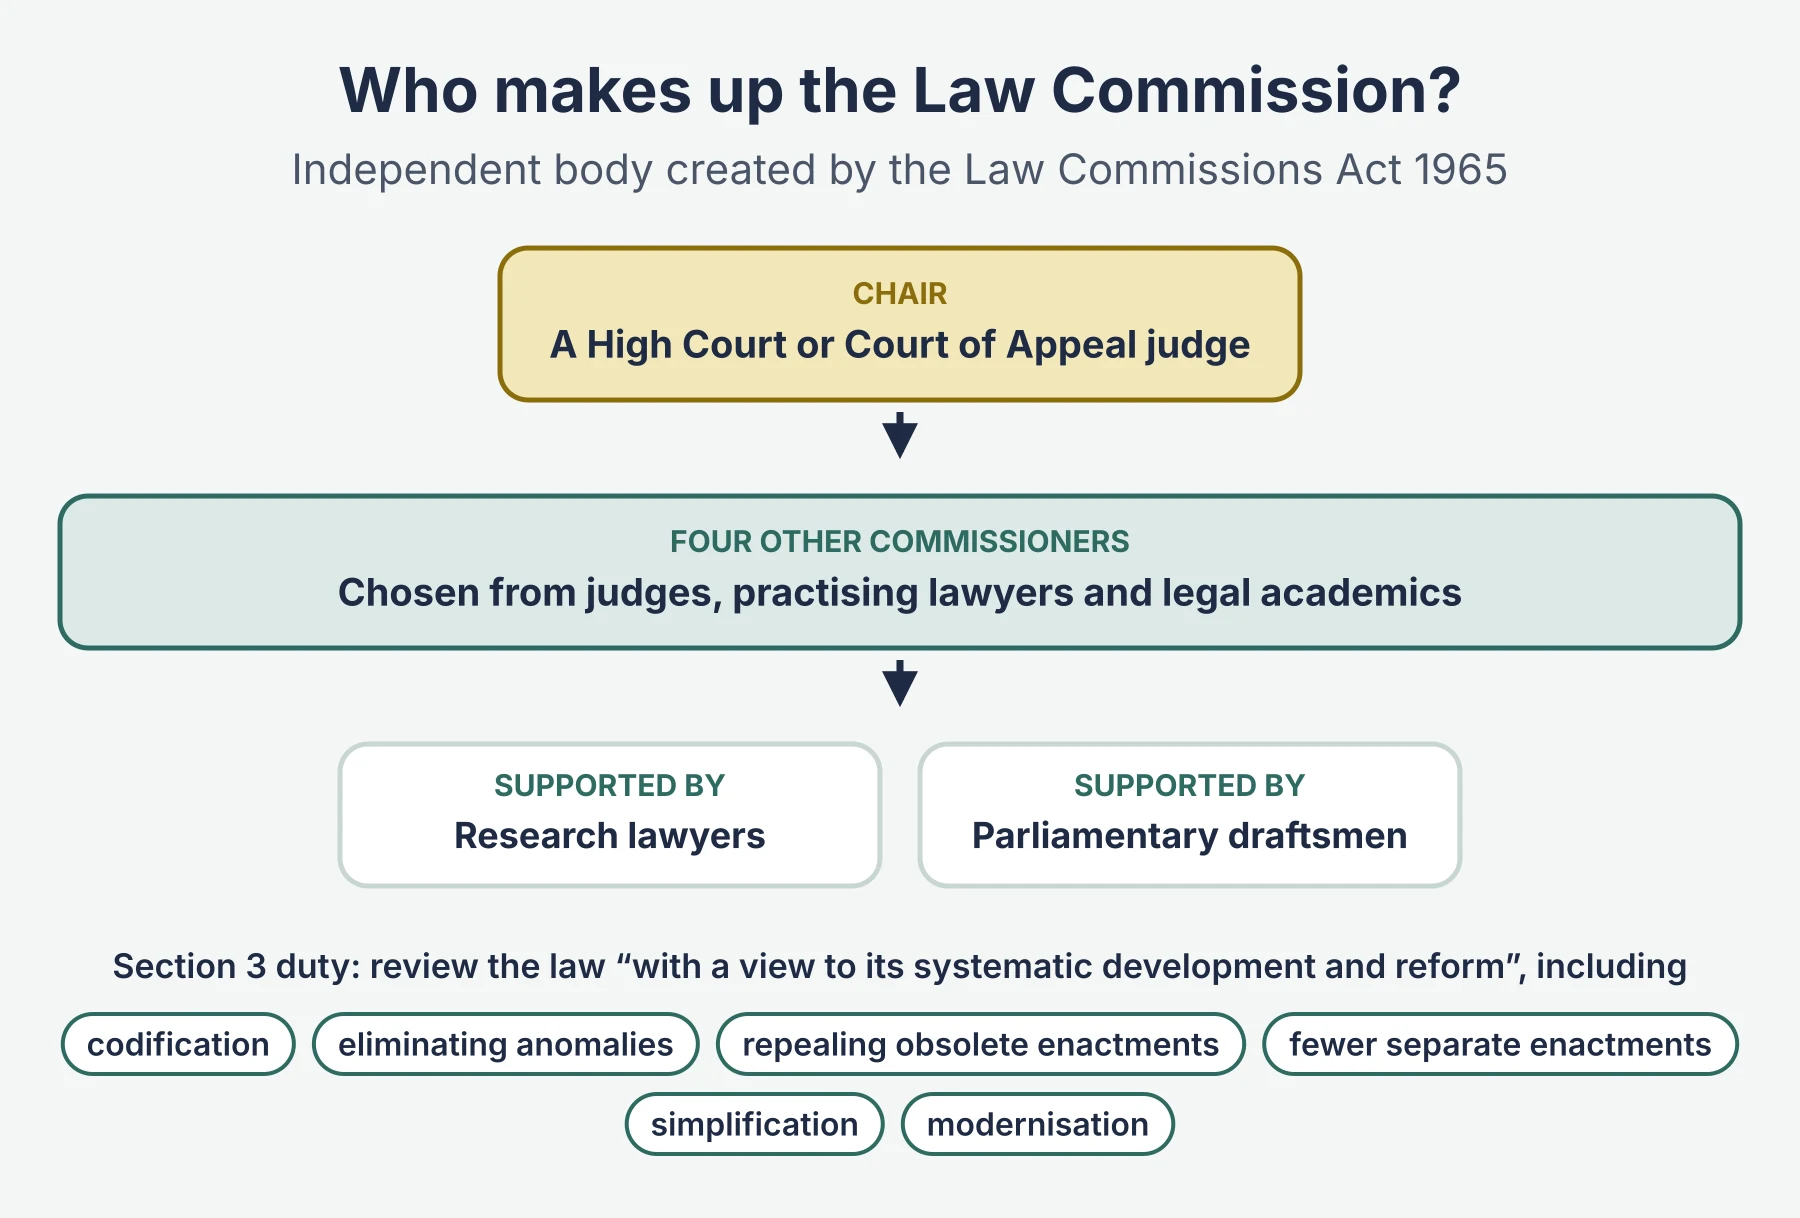 Who makes up the Law Commission?
Independent body created by the Law Commissions Act 1965
CHAIR
A High Court or Court of Appeal judge
FOUR OTHER COMMISSIONERS
Chosen from judges, practising lawyers and legal academics
SUPPORTED BY
Research lawyers
SUPPORTED BY
Parliamentary draftsmen
Section 3 duty: review the law “with a view to its systematic development and reform”, including
codification
eliminating anomalies
repealing obsolete enactments
fewer separate enactments
simplification
modernisation